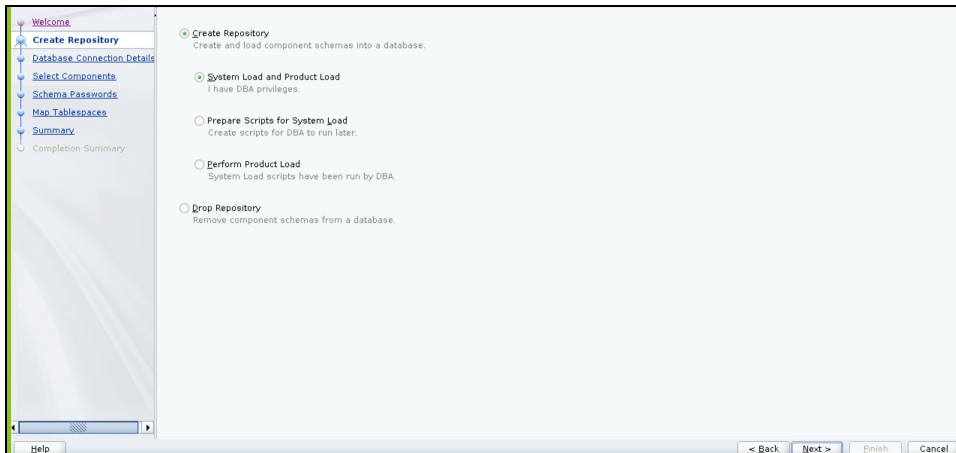 Welcome
Create Repository
Database Connection Details
Select Components
Schema Passwords
Map Tablespaces
Summary
Completion Summary
Create Repository
Create and load component schemas into a database.
System Load and Product Load
I have DBA privileges.
Prepare Scripts for System Load
Create scripts for DBA to run later.
Perform Product Load
System Load scripts have been run by DBA.
Drop Repository
Remove component schemas from a database.
Help
< Back
Next >
Finish
Cancel